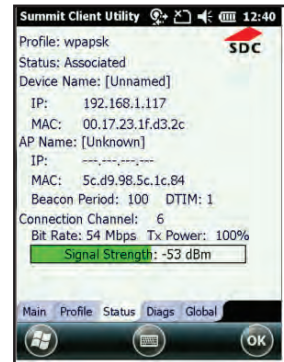 Summit Client Utility 12:40
Profile: wpapsk
SDC
Status: Associated
Device Name: [Unnamed]
IP: 192.168.1.117
MAC: 00.17.23.1f.d3.2c
AP Name: [Unknown]
IP: ---.---.---.---
MAC: 5c.d9.98.5c.1c.84
Beacon Period: 100 DTIM: 1
Connection Channel: 6
Bit Rate: 54 Mbps Tx Power: 100%
Signal Strength: -53 dBm
Main Profile Status Diags Global
OK